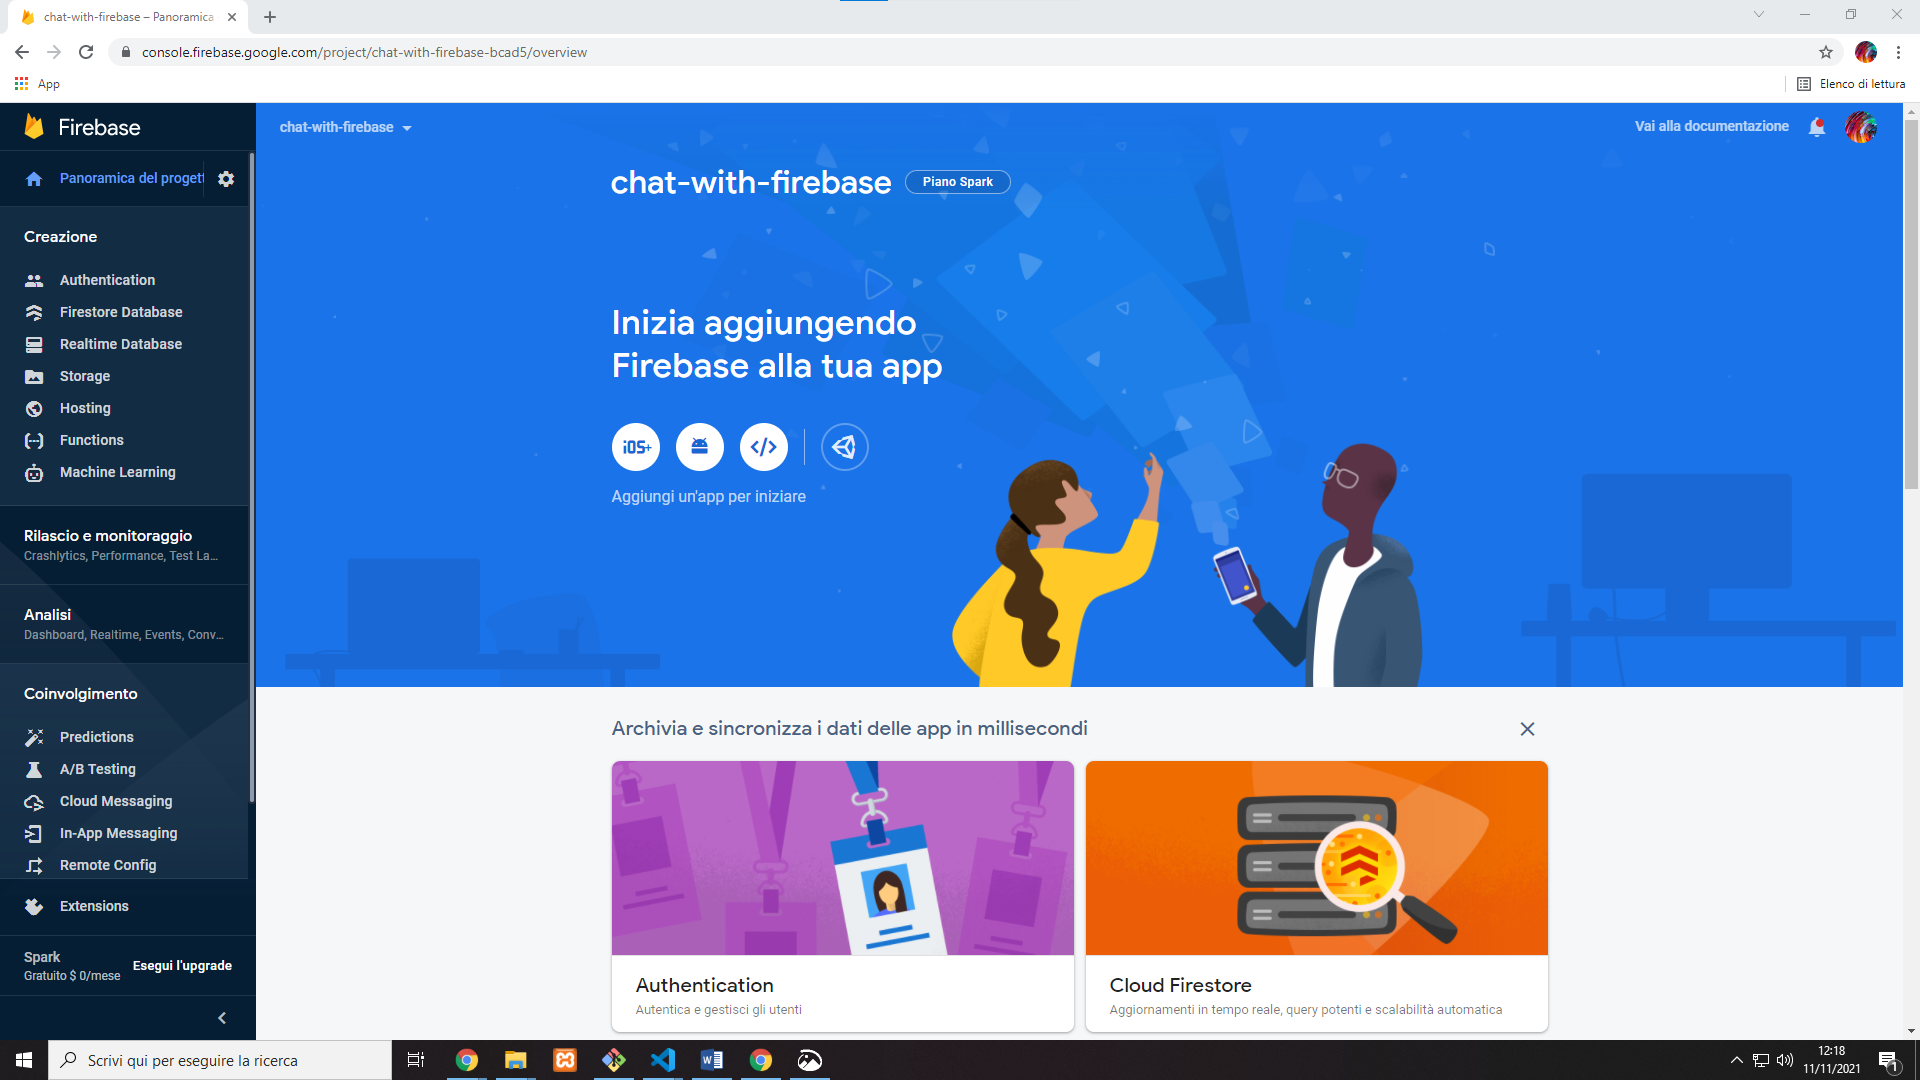 chat-with-firebase – Panoramica
console.firebase.google.com/project/chat-with-firebase-bcad5/overview
App
Elenco di lettura
Firebase
chat-with-firebase
Vai alla documentazione
Panoramica del progett
chat-with-firebase
Piano Spark
Creazione
Authentication
Firestore Database
Realtime Database
Storage
Hosting
Functions
Machine Learning
Inizia aggiungendo
Firebase alla tua app
iOS+
Aggiungi un'app per iniziare
Rilascio e monitoraggio
Crashlytics, Performance, Test La...
Analisi
Dashboard, Realtime, Events, Conv...
Coinvolgimento
Predictions
A/B Testing
Cloud Messaging
In-App Messaging
Remote Config
Extensions
Spark
Gratuito $ 0/mese
Esegui l'upgrade
Archivia e sincronizza i dati delle app in millisecondi
Authentication
Autentica e gestisci gli utenti
Cloud Firestore
Aggiornamenti in tempo reale, query potenti e scalabilità automatica
Scrivi qui per eseguire la ricerca
12:18
11/11/2021
1